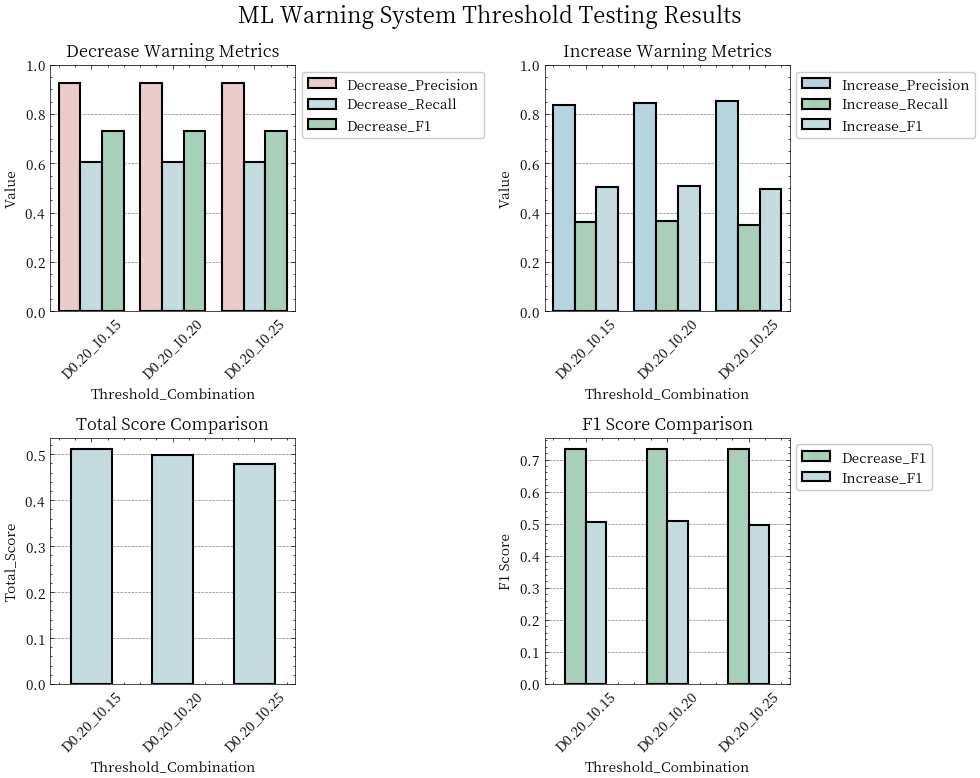 ML Warning System Threshold Testing Results
Decrease Warning Metrics
1.0
0.8
0.6
0.4
0.2
0.0
Value
D0.20_I0.15
D0.20_I0.20
D0.20_I0.25
Threshold_Combination
Decrease_Precision
Decrease_Recall
Decrease_F1
Increase Warning Metrics
1.0
0.8
0.6
0.4
0.2
0.0
Value
D0.20_I0.15
D0.20_I0.20
D0.20_I0.25
Threshold_Combination
Increase_Precision
Increase_Recall
Increase_F1
Total Score Comparison
0.5
0.4
0.3
0.2
0.1
0.0
Total_Score
D0.20_I0.15
D0.20_I0.20
D0.20_I0.25
Threshold_Combination
F1 Score Comparison
0.7
0.6
0.5
0.4
0.3
0.2
0.1
0.0
F1 Score
D0.20_I0.15
D0.20_I0.20
D0.20_I0.25
Threshold_Combination
Decrease_F1
Increase_F1